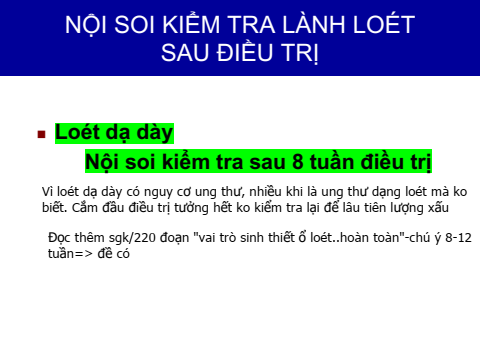 NỘI SOI KIỂM TRA LÀNH LOÉT
SAU ĐIỀU TRỊ
Loét dạ dày
Nội soi kiểm tra sau 8 tuần điều trị
Vì loét dạ dày có nguy cơ ung thư, nhiều khi là ung thư dạng loét mà ko
biết. Cắm đầu điều trị tưởng hết ko kiểm tra lại để lâu tiên lượng xấu
Đọc thêm sgk/220 đoạn "vai trò sinh thiết ổ loét..hoàn toàn"-chú ý 8-12
tuần=> đề có